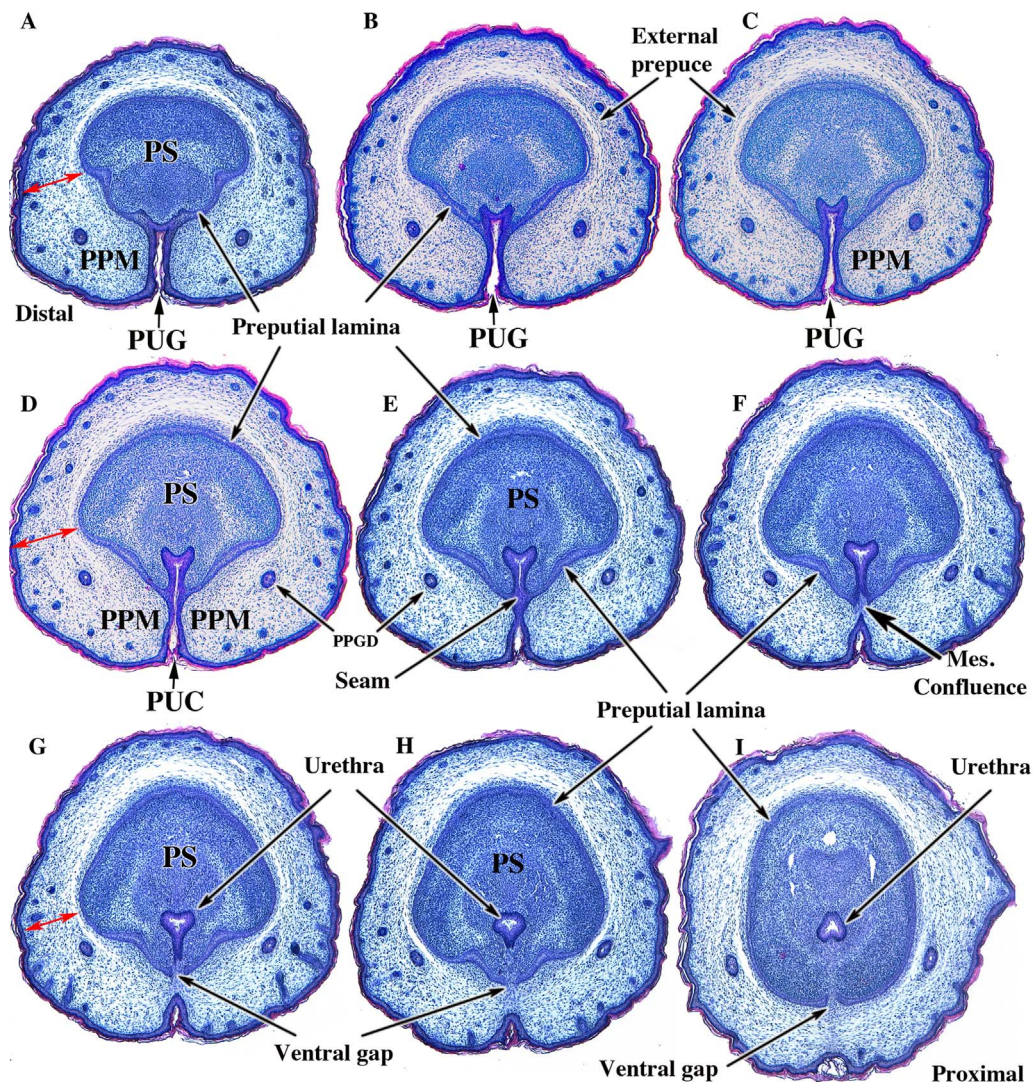 A
B
C
External
prepuce
PS
PPM
PPM
Distal
PUG
Preputial lamina
PUG
PUG
D
E
F
PS
PS
PPM
PPM
PPGD
Seam
Mes.
Confluence
PUC
Preputial lamina
G
Urethra
H
I
Urethra
PS
PS
Ventral gap
Ventral gap
Proximal